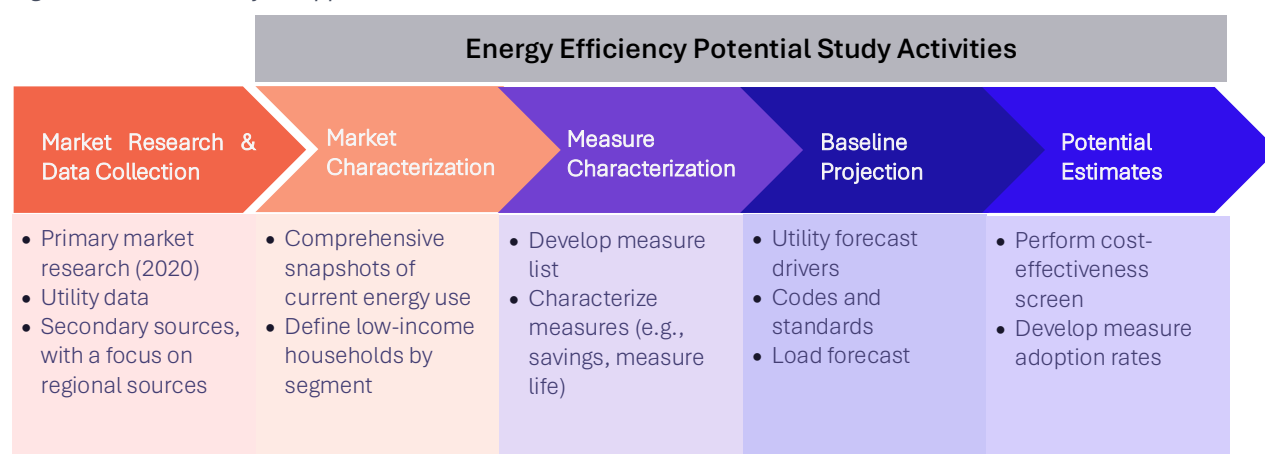 Energy Efficiency Potential Study Activities
Market Research &
Data Collection
Market
Characterization
Measure
Characterization
Baseline
Projection
Potential
Estimates
• Primary market
research (2020)
• Utility data
• Secondary sources,
with a focus on
regional sources
• Comprehensive
snapshots of
current energy use
• Define low-income
households by
segment
• Develop measure
list
• Characterize
measures (e.g.,
savings, measure
life)
• Utility forecast
drivers
• Codes and
standards
• Load forecast
• Perform cost-
effectiveness
screen
• Develop measure
adoption rates